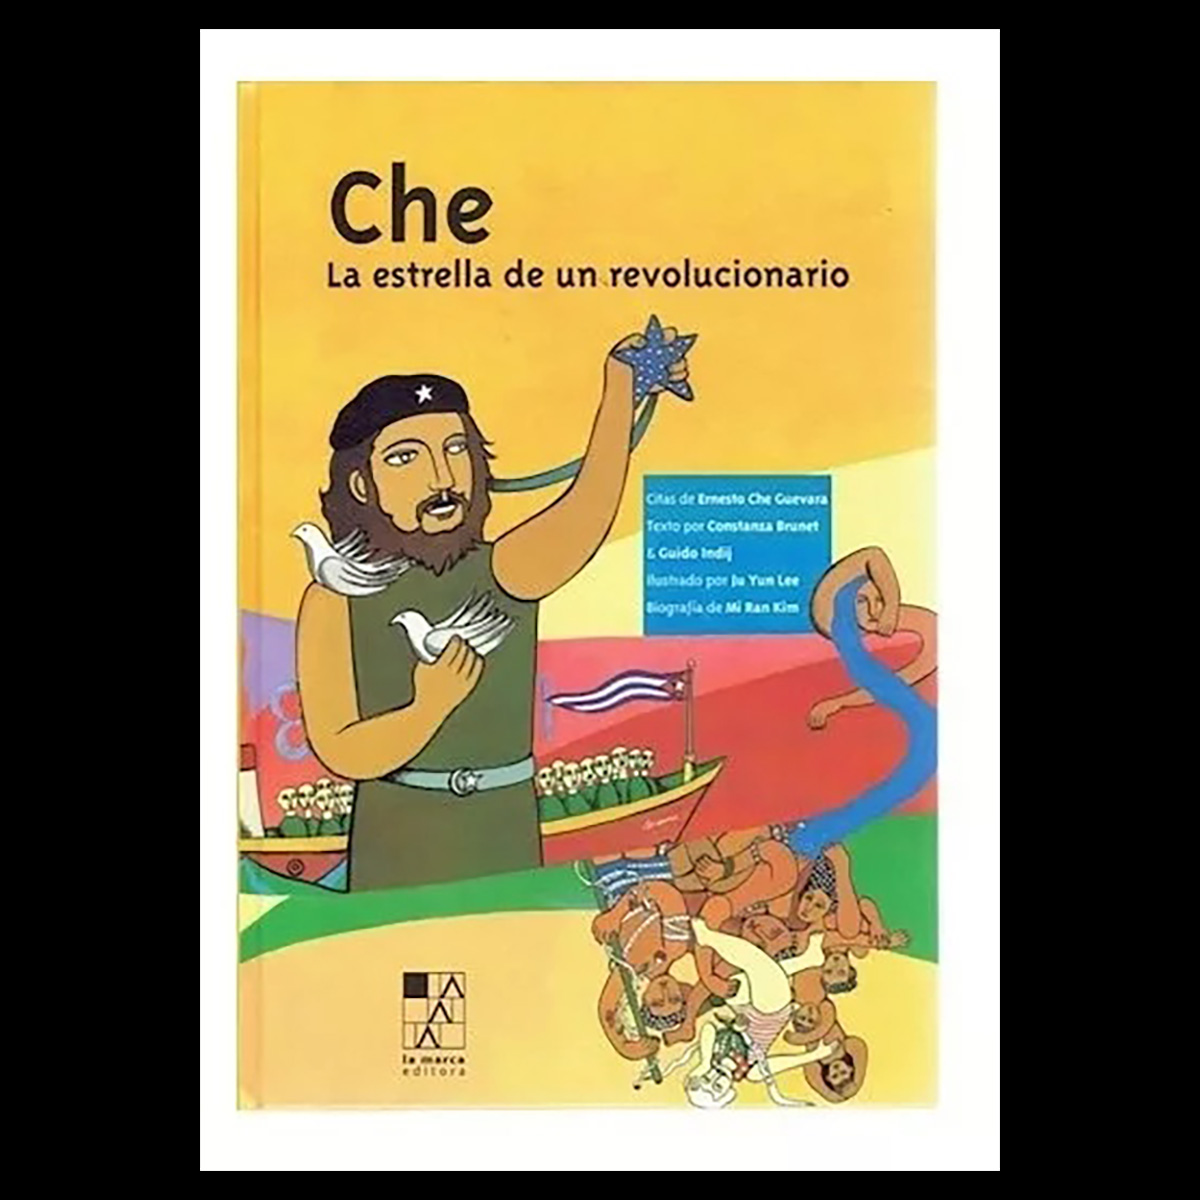 Che
La estrella de un revolucionario
Citas de Ernesto Che Guevara
Texto por Constanza Brunet
& Guido Indij
Ilustrado por Ju Yun Lee
Biografía de Mi Ran Kim
la marca
editora